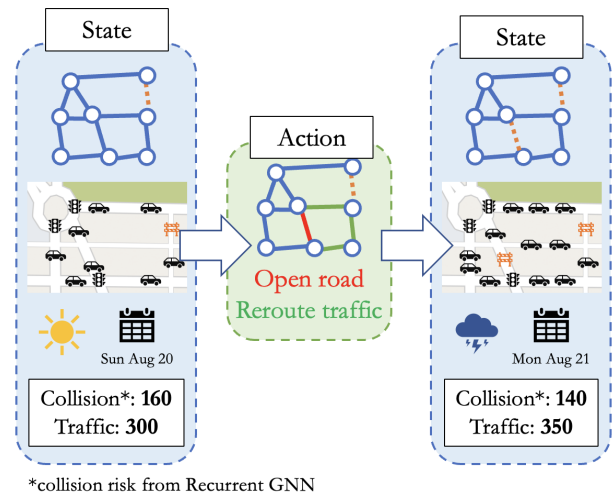 State
Sun Aug 20
Collision*: 160
Traffic: 300
Action
Open road
Reroute traffic
State
Mon Aug 21
Collision*: 140
Traffic: 350
*collision risk from Recurrent GNN